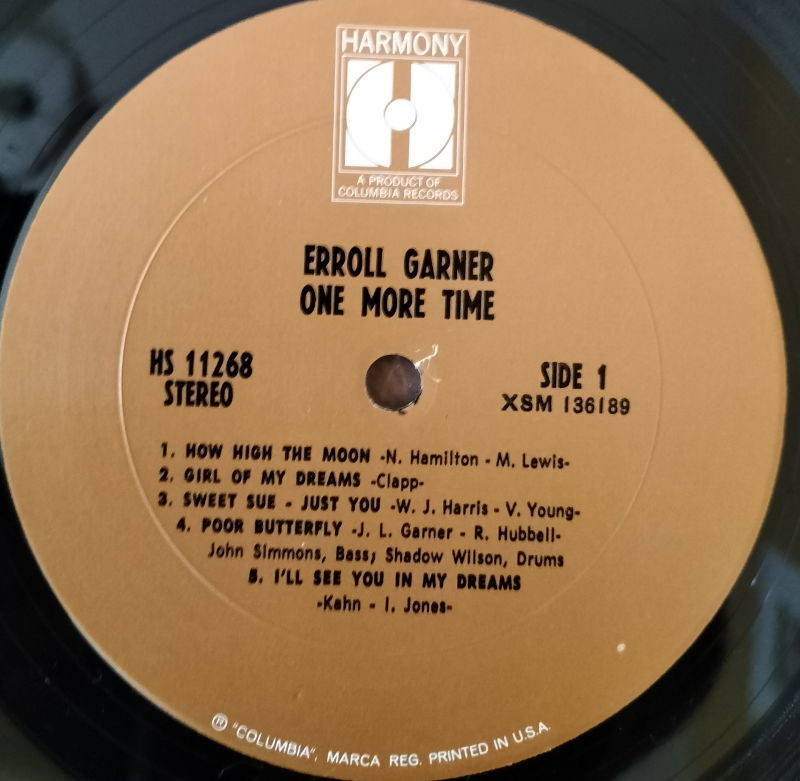 HARMONY
H
A PRODUCT OF
COLUMBIA RECORDS
ERROLL GARNER
ONE MORE TIME
HS 11268
STEREO
SIDE 1
XSM 136189
1. HOW HIGH THE MOON -N. Hamilton - M. Lewis-
2. GIRL OF MY DREAMS -Clapp-
3. SWEET SUE - JUST YOU -W. J. Harris - V. Young-
4. POOR BUTTERFLY -J. L. Garner - R. Hubbell-
John Simmons, Bass; Shadow Wilson, Drums
5. I'LL SEE YOU IN MY DREAMS
-Kahn - I. Jones-
Ⓡ "COLUMBIA", MARCA REG. PRINTED IN U.S.A.